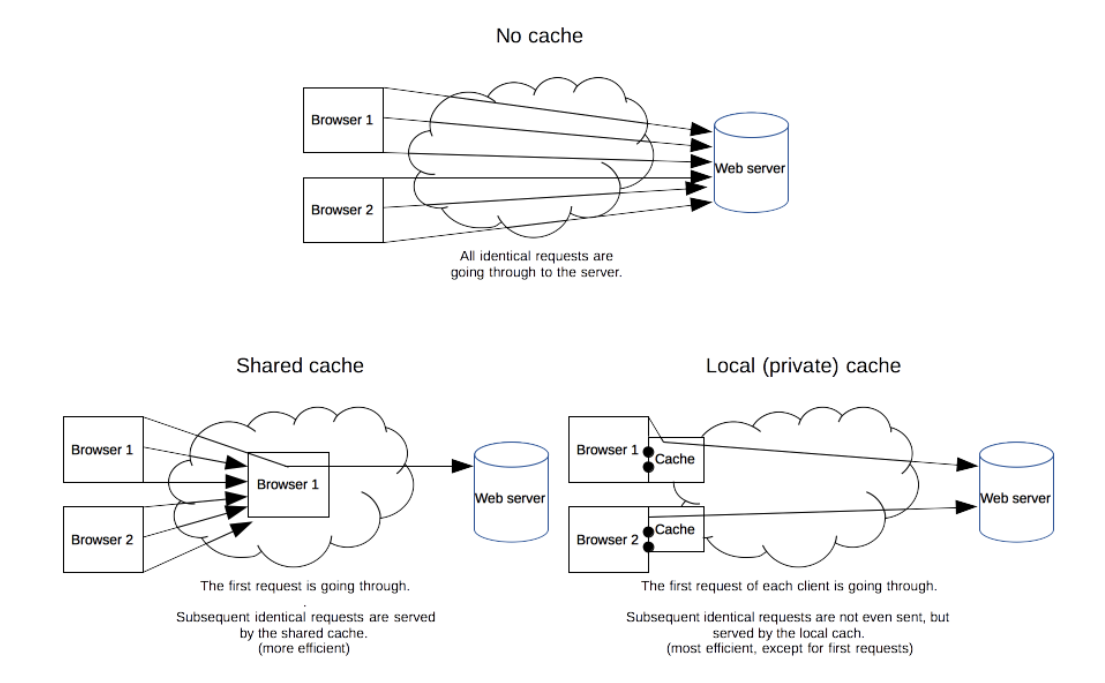 No cache
Browser 1
Web server
Browser 2
All identical requests are
going through to the server.
Shared cache
Browser 1
Browser 1
Web server
Browser 2
The first request is going through.
.
Subsequent identical requests are served
by the shared cache.
(more efficient)
Local (private) cache
Browser 1
Cache
Web server
Browser 2
Cache
The first request of each client is going through.
Subsequent identical requests are not even sent, but
served by the local cach.
(most efficient, except for first requests)